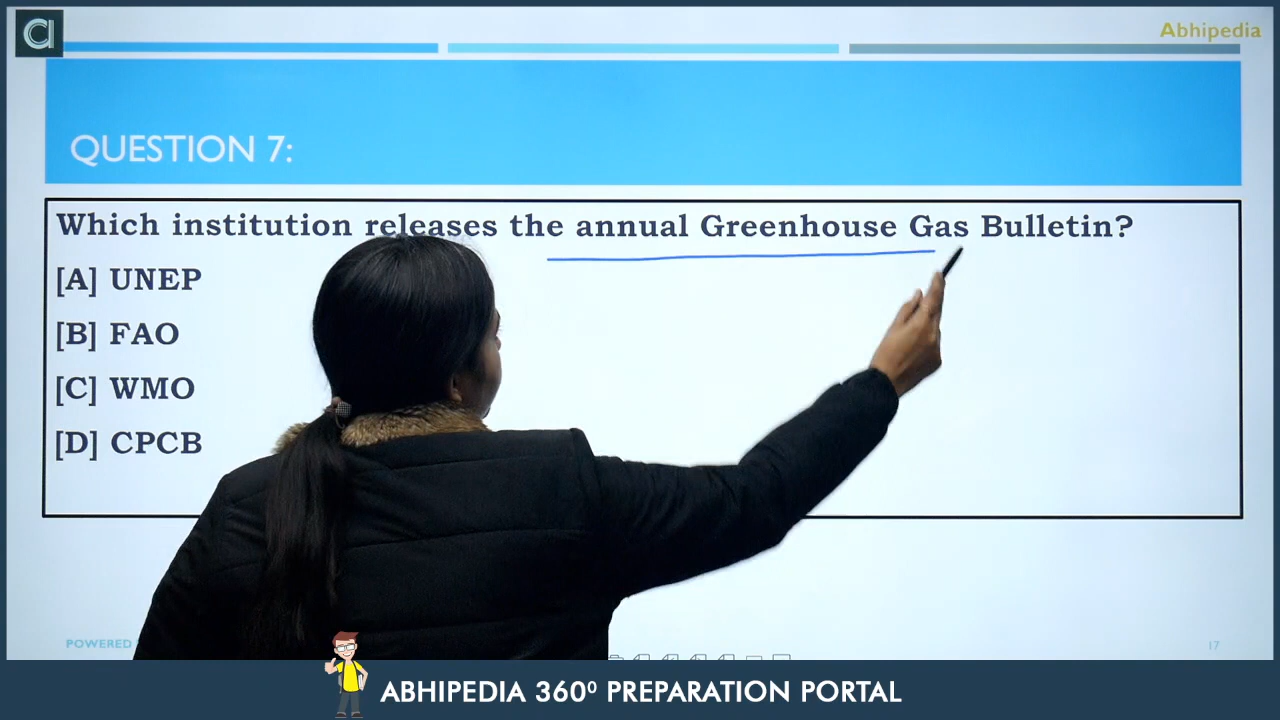 CI
Abhipedia
QUESTION 7:
Which institution releases the annual Greenhouse Gas Bulletin?
[A] UNEP
[B] FAO
[C] WMO
[D] CPCB
POWERED
17
ABHIPEDIA 360⁰ PREPARATION PORTAL